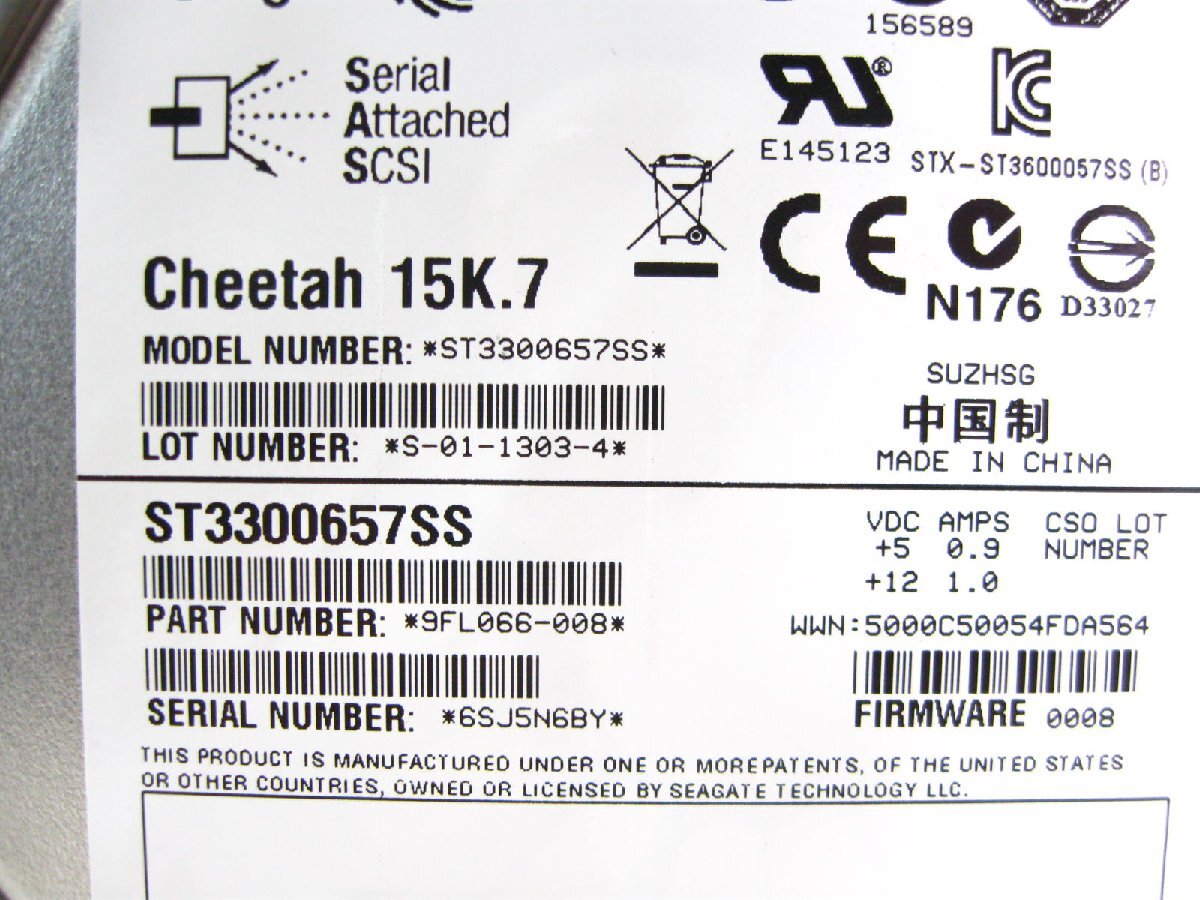 156589
Serial
Attached
SCSI
E145123
STX-ST3600057SS (B)
CE
N176
D33027
Cheetah 15K.7
MODEL NUMBER: *ST3300657SS*
LOT NUMBER: *S-01-1303-4*
SUZHSG
中国制
MADE IN CHINA
ST3300657SS
PART NUMBER: *9FL066-008*
SERIAL NUMBER: *6SJ5N6BY*
VDC AMPS CSO LOT
+5 0.9 NUMBER
+12 1.0
WWN:5000C50054FDA564
FIRMWARE 0008
THIS PRODUCT IS MANUFACTURED UNDER ONE OR MOREPATENTS, OF THE UNITED STATES
OR OTHER COUNTRIES, OWNED OR LICENSED BY SEAGATE TECHNOLOGY LLC.